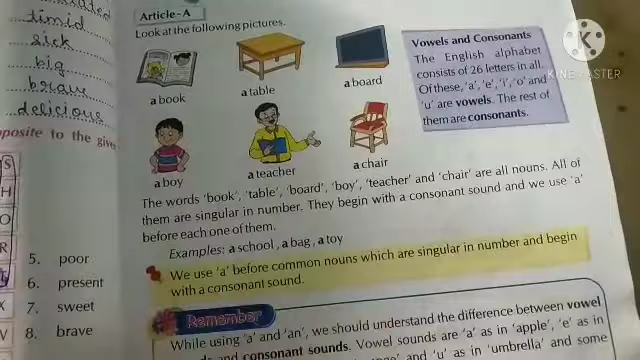 timid
sick
big
brave
delicious
opposite to the give
S
H
O
R
X
V
5. poor
6. present
7. sweet
8. brave
Article-A
Look at the following pictures.
a book
a table
a board
a boy
a teacher
a chair
Vowels and Consonants
The English alphabet
consists of 26 letters in all.
Of these, 'a', 'e', 'i', 'o' and
'u' are vowels. The rest of
them are consonants.
KINEMASTER
The words 'book', 'table', 'board', 'boy', 'teacher' and 'chair' are all nouns. All of
them are singular in number. They begin with a consonant sound and we use 'a'
before each one of them.
Examples: a school, a bag, a toy
We use 'a' before common nouns which are singular in number and begin
with a consonant sound.
Remember
While using 'a' and 'an', we should understand the difference between vowel
and consonant sounds. Vowel sounds are 'a' as in 'apple', 'e' as in
and 'u' as in 'umbrella' and some